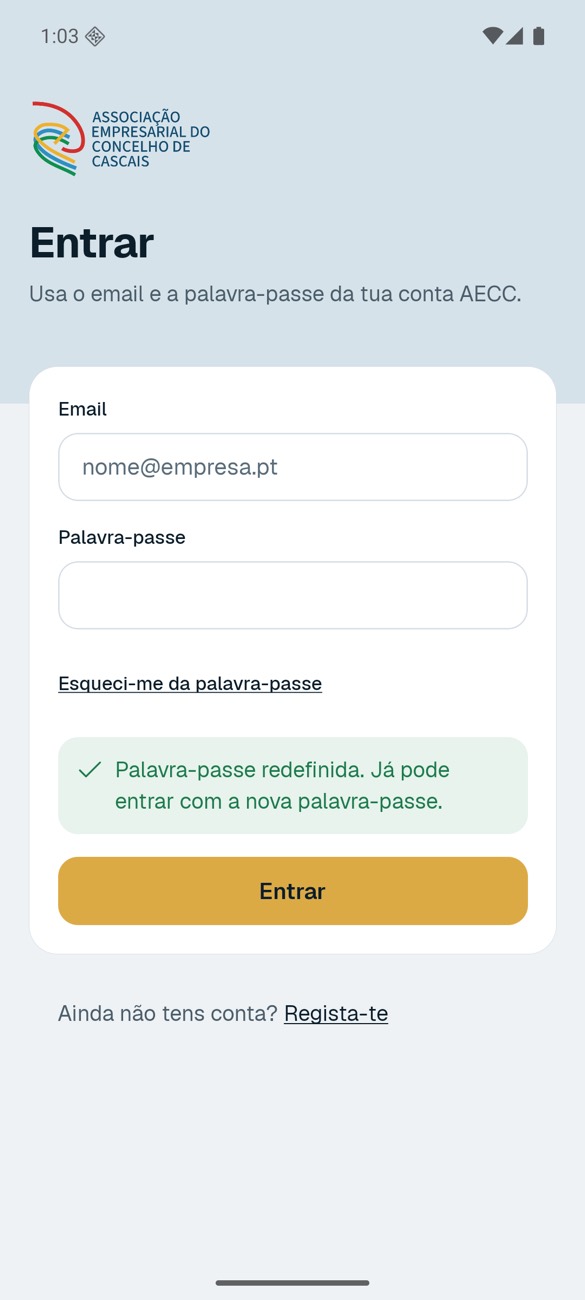 1:03
ASSOCIAÇÃO
EMPRESARIAL DO
CONCELHO DE
CASCAIS
Entrar
Usa o email e a palavra-passe da tua conta AECC.
Email
nome@empresa.pt
Palavra-passe
Esqueci-me da palavra-passe
Palavra-passe redefinida. Já pode
entrar com a nova palavra-passe.
Entrar
Ainda não tens conta? Regista-te